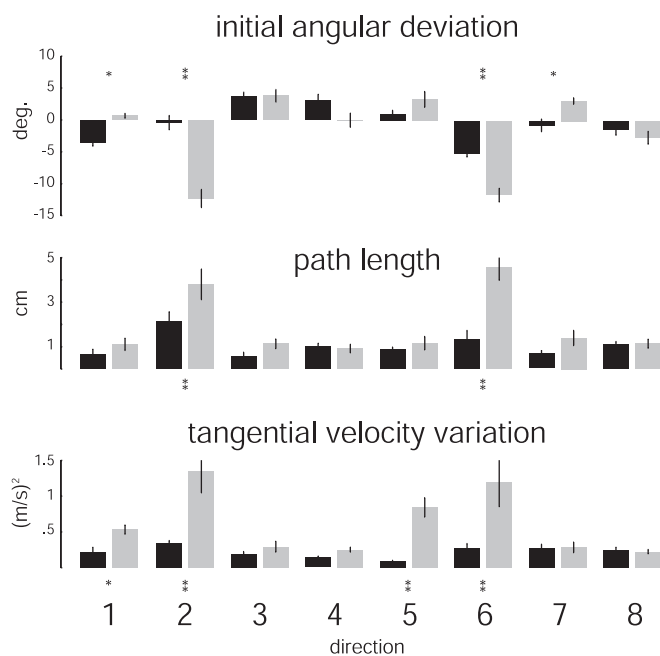 initial angular deviation
10
5
0
-5
-10
-15
deg.
* ** ** *
path length
5
3
1
cm
** **
tangential velocity variation
1.5
1
.5
(m/s)²
* ** ** **
1 2 3 4 5 6 7 8
direction